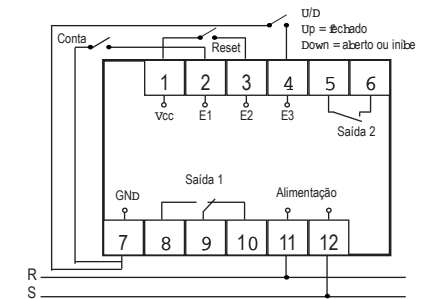 U/D
Up = fechado
Down = aberto ou inibe
Conta
Reset
1 2 3 4 5 6
Vcc E1 E2 E3
Saída 2
Saída 1
GND
Alimentação
7 8 9 10 11 12
R
S